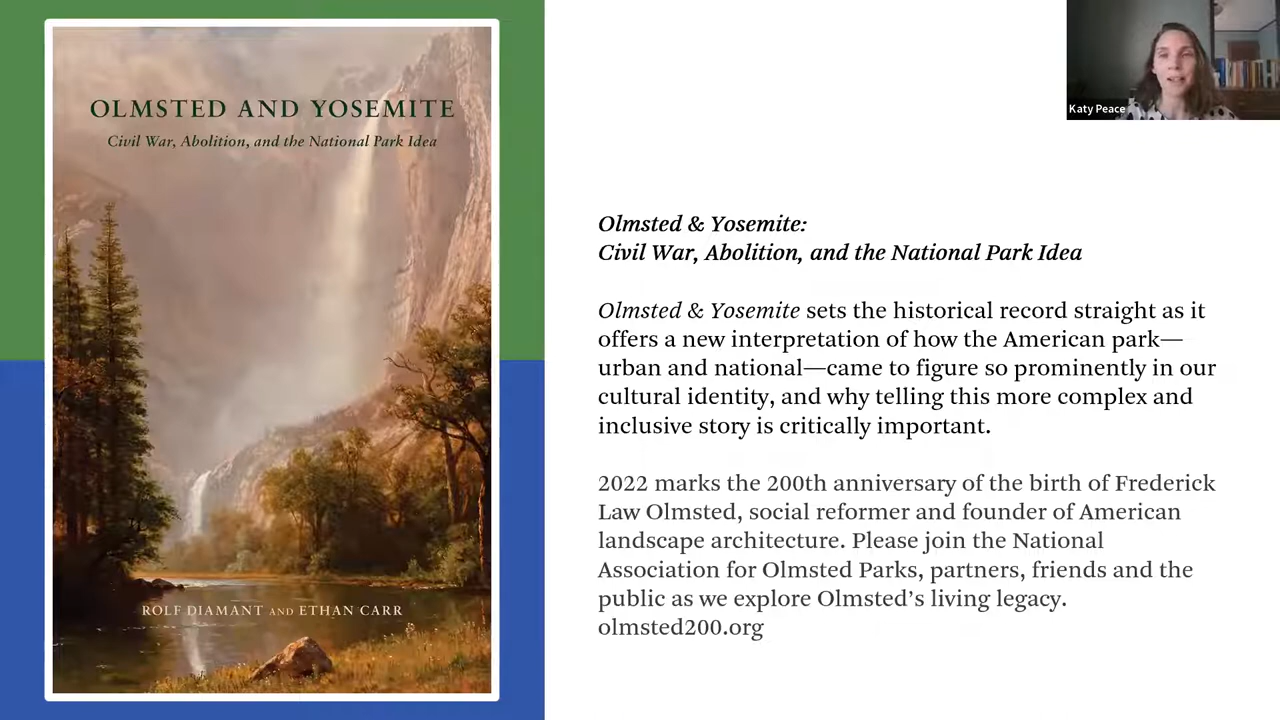 OLMSTED AND YOSEMITE
Civil War, Abolition, and the National Park Idea
ROLF DIAMANT AND ETHAN CARR
Katy Peace
Olmsted & Yosemite:
Civil War, Abolition, and the National Park Idea
Olmsted & Yosemite sets the historical record straight as it
offers a new interpretation of how the American park—
urban and national—came to figure so prominently in our
cultural identity, and why telling this more complex and
inclusive story is critically important.
2022 marks the 200th anniversary of the birth of Frederick
Law Olmsted, social reformer and founder of American
landscape architecture. Please join the National
Association for Olmsted Parks, partners, friends and the
public as we explore Olmsted’s living legacy.
olmsted200.org